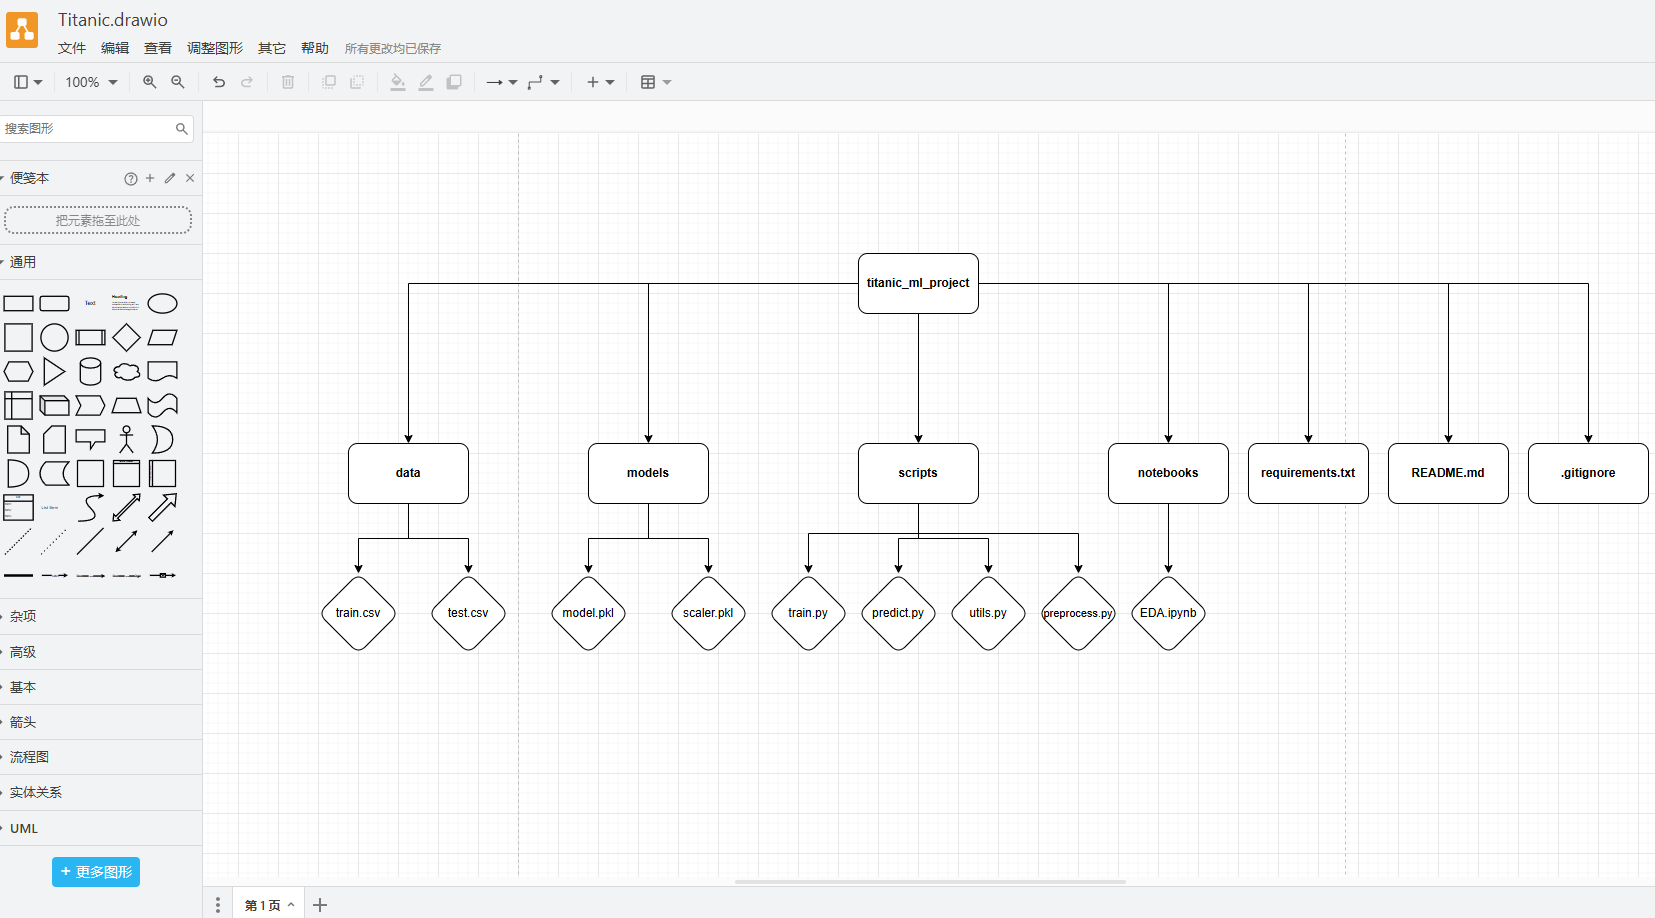 Titanic.drawio
文件 编辑 查看 调整图形 其它 帮助 所有更改均已保存
100%
搜索图形
便笺本
把元素拖至此处
通用
Text
Heading
List Item
杂项
高级
基本
箭头
流程图
实体关系
UML
+ 更多图形
titanic_ml_project
data models scripts notebooks requirements.txt README.md .gitignore
train.csv test.csv model.pkl scaler.pkl train.py predict.py utils.py preprocess.py EDA.ipynb
第1页